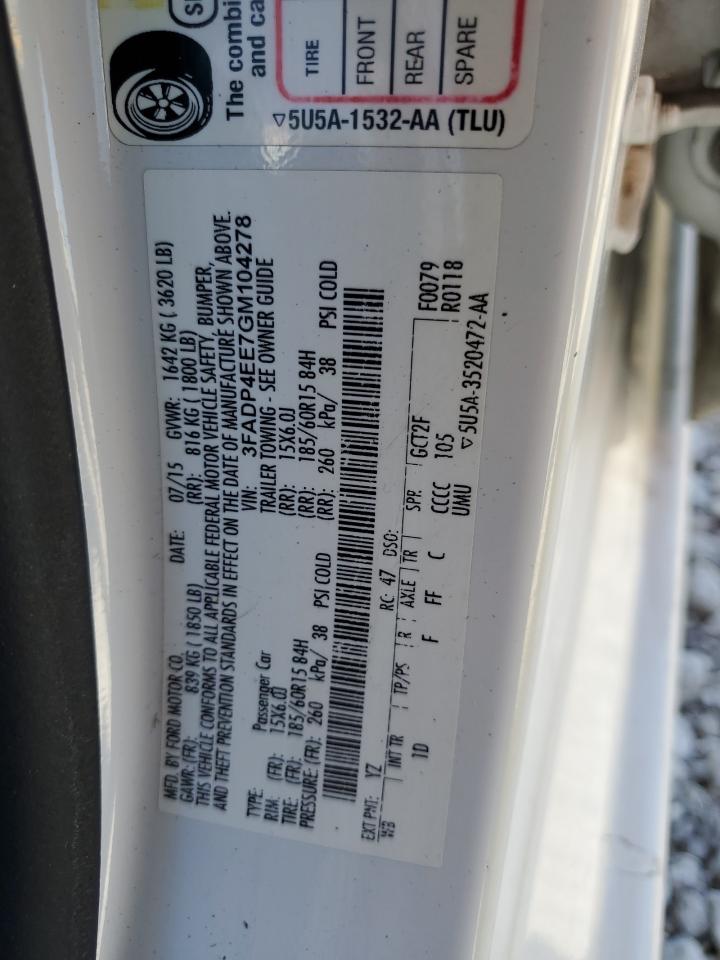 The combi
and ca
TIRE
FRONT
REAR
SPARE
▽5U5A-1532-AA (TLU)
MFD. BY FORD MOTOR CO. DATE: 07/15 GVWR: 1642 KG ( 3620 LB)
GAWR: (FR): 839 KG ( 1850 LB) (RR): 816 KG ( 1800 LB)
THIS VEHICLE CONFORMS TO ALL APPLICABLE FEDERAL MOTOR VEHICLE SAFETY, BUMPER,
AND THEFT PREVENTION STANDARDS IN EFFECT ON THE DATE OF MANUFACTURE SHOWN ABOVE.
VIN: 3FADP4EE7GM104278
TYPE: Passenger Car TRAILER TOWING - SEE OWNER GUIDE
RIM: (FR): 15X6.0J (RR): 15X6.0J
TIRE: (FR): 185/60R15 84H (RR): 185/60R15 84H
PRESSURE: (FR): 260 kPa/ 38 PSI COLD (RR): 260 kPa/ 38 PSI COLD
EXT PNT: YZ RC: 47 DSO: F0079
WB INT TR TP/PS R AXLE TR SPR GCT2F R0118
1D F FF C CCCC 105
UMU ▽5U5A-3520472-AA